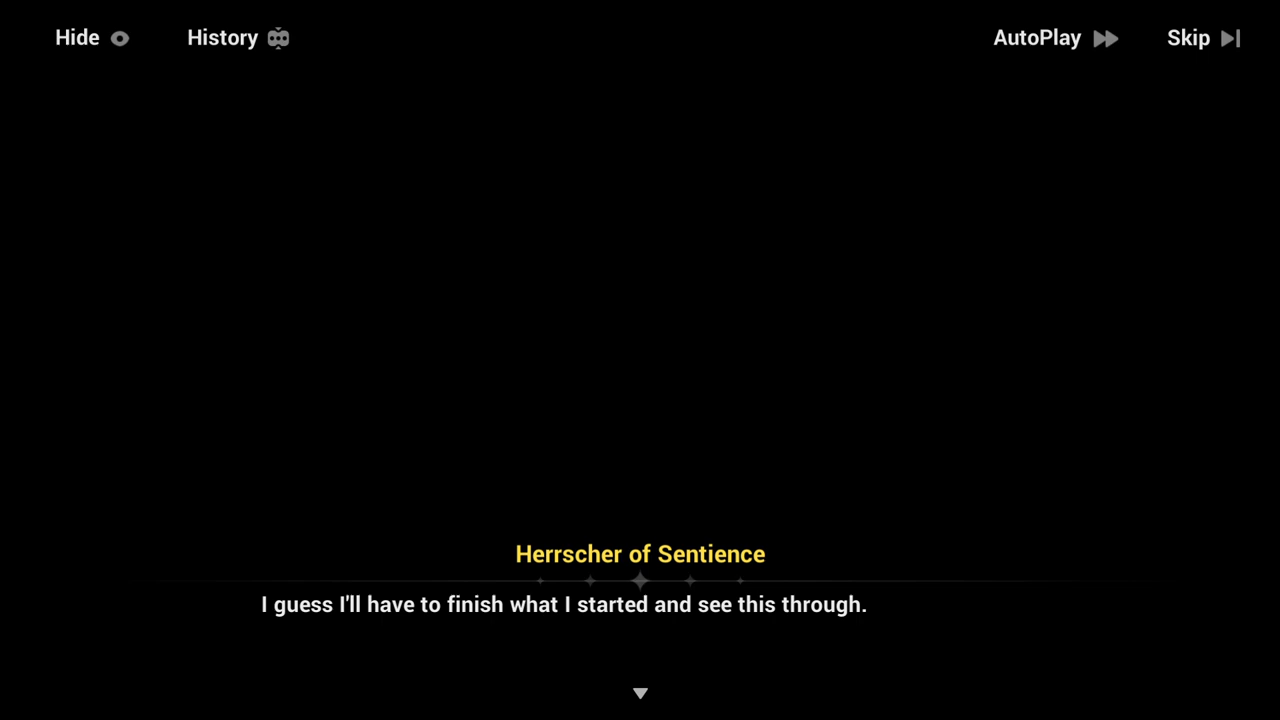 Hide
History
AutoPlay
Skip
Herrscher of Sentience
I guess I'll have to finish what I started and see this through.